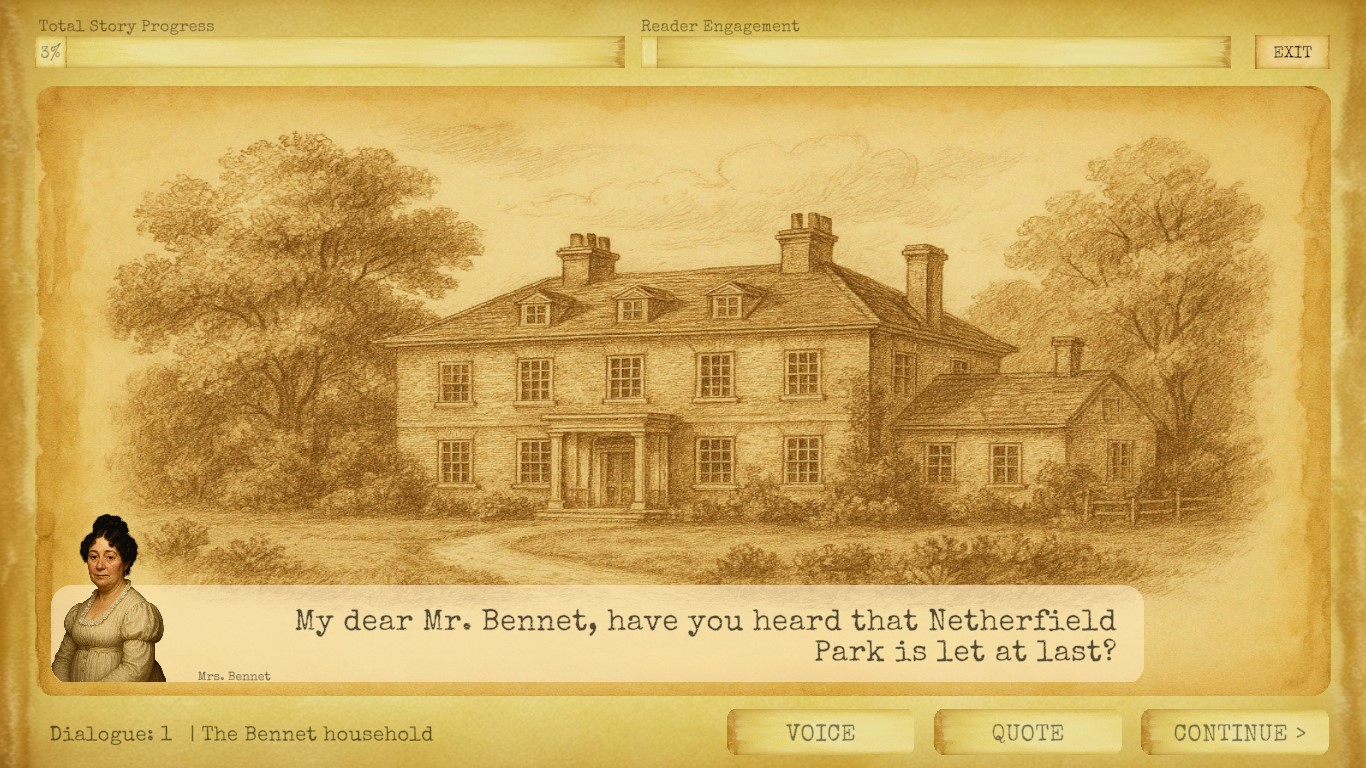 Total Story Progress
Reader Engagement
3%
EXIT
My dear Mr. Bennet, have you heard that Netherfield
Park is let at last?
Mrs. Bennet
Dialogue: 1 | The Bennet household
VOICE
QUOTE
CONTINUE >